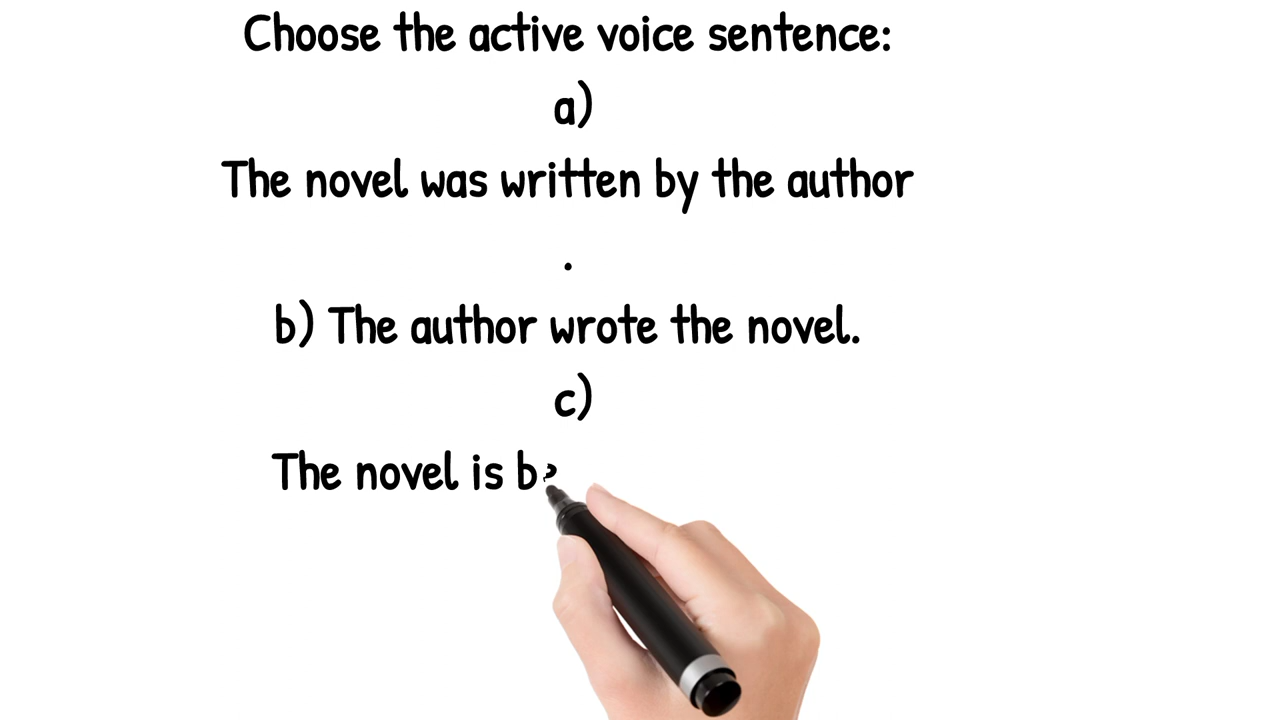 Choose the active voice sentence:
a)
The novel was written by the author
.
b) The author wrote the novel.
c)
The novel is